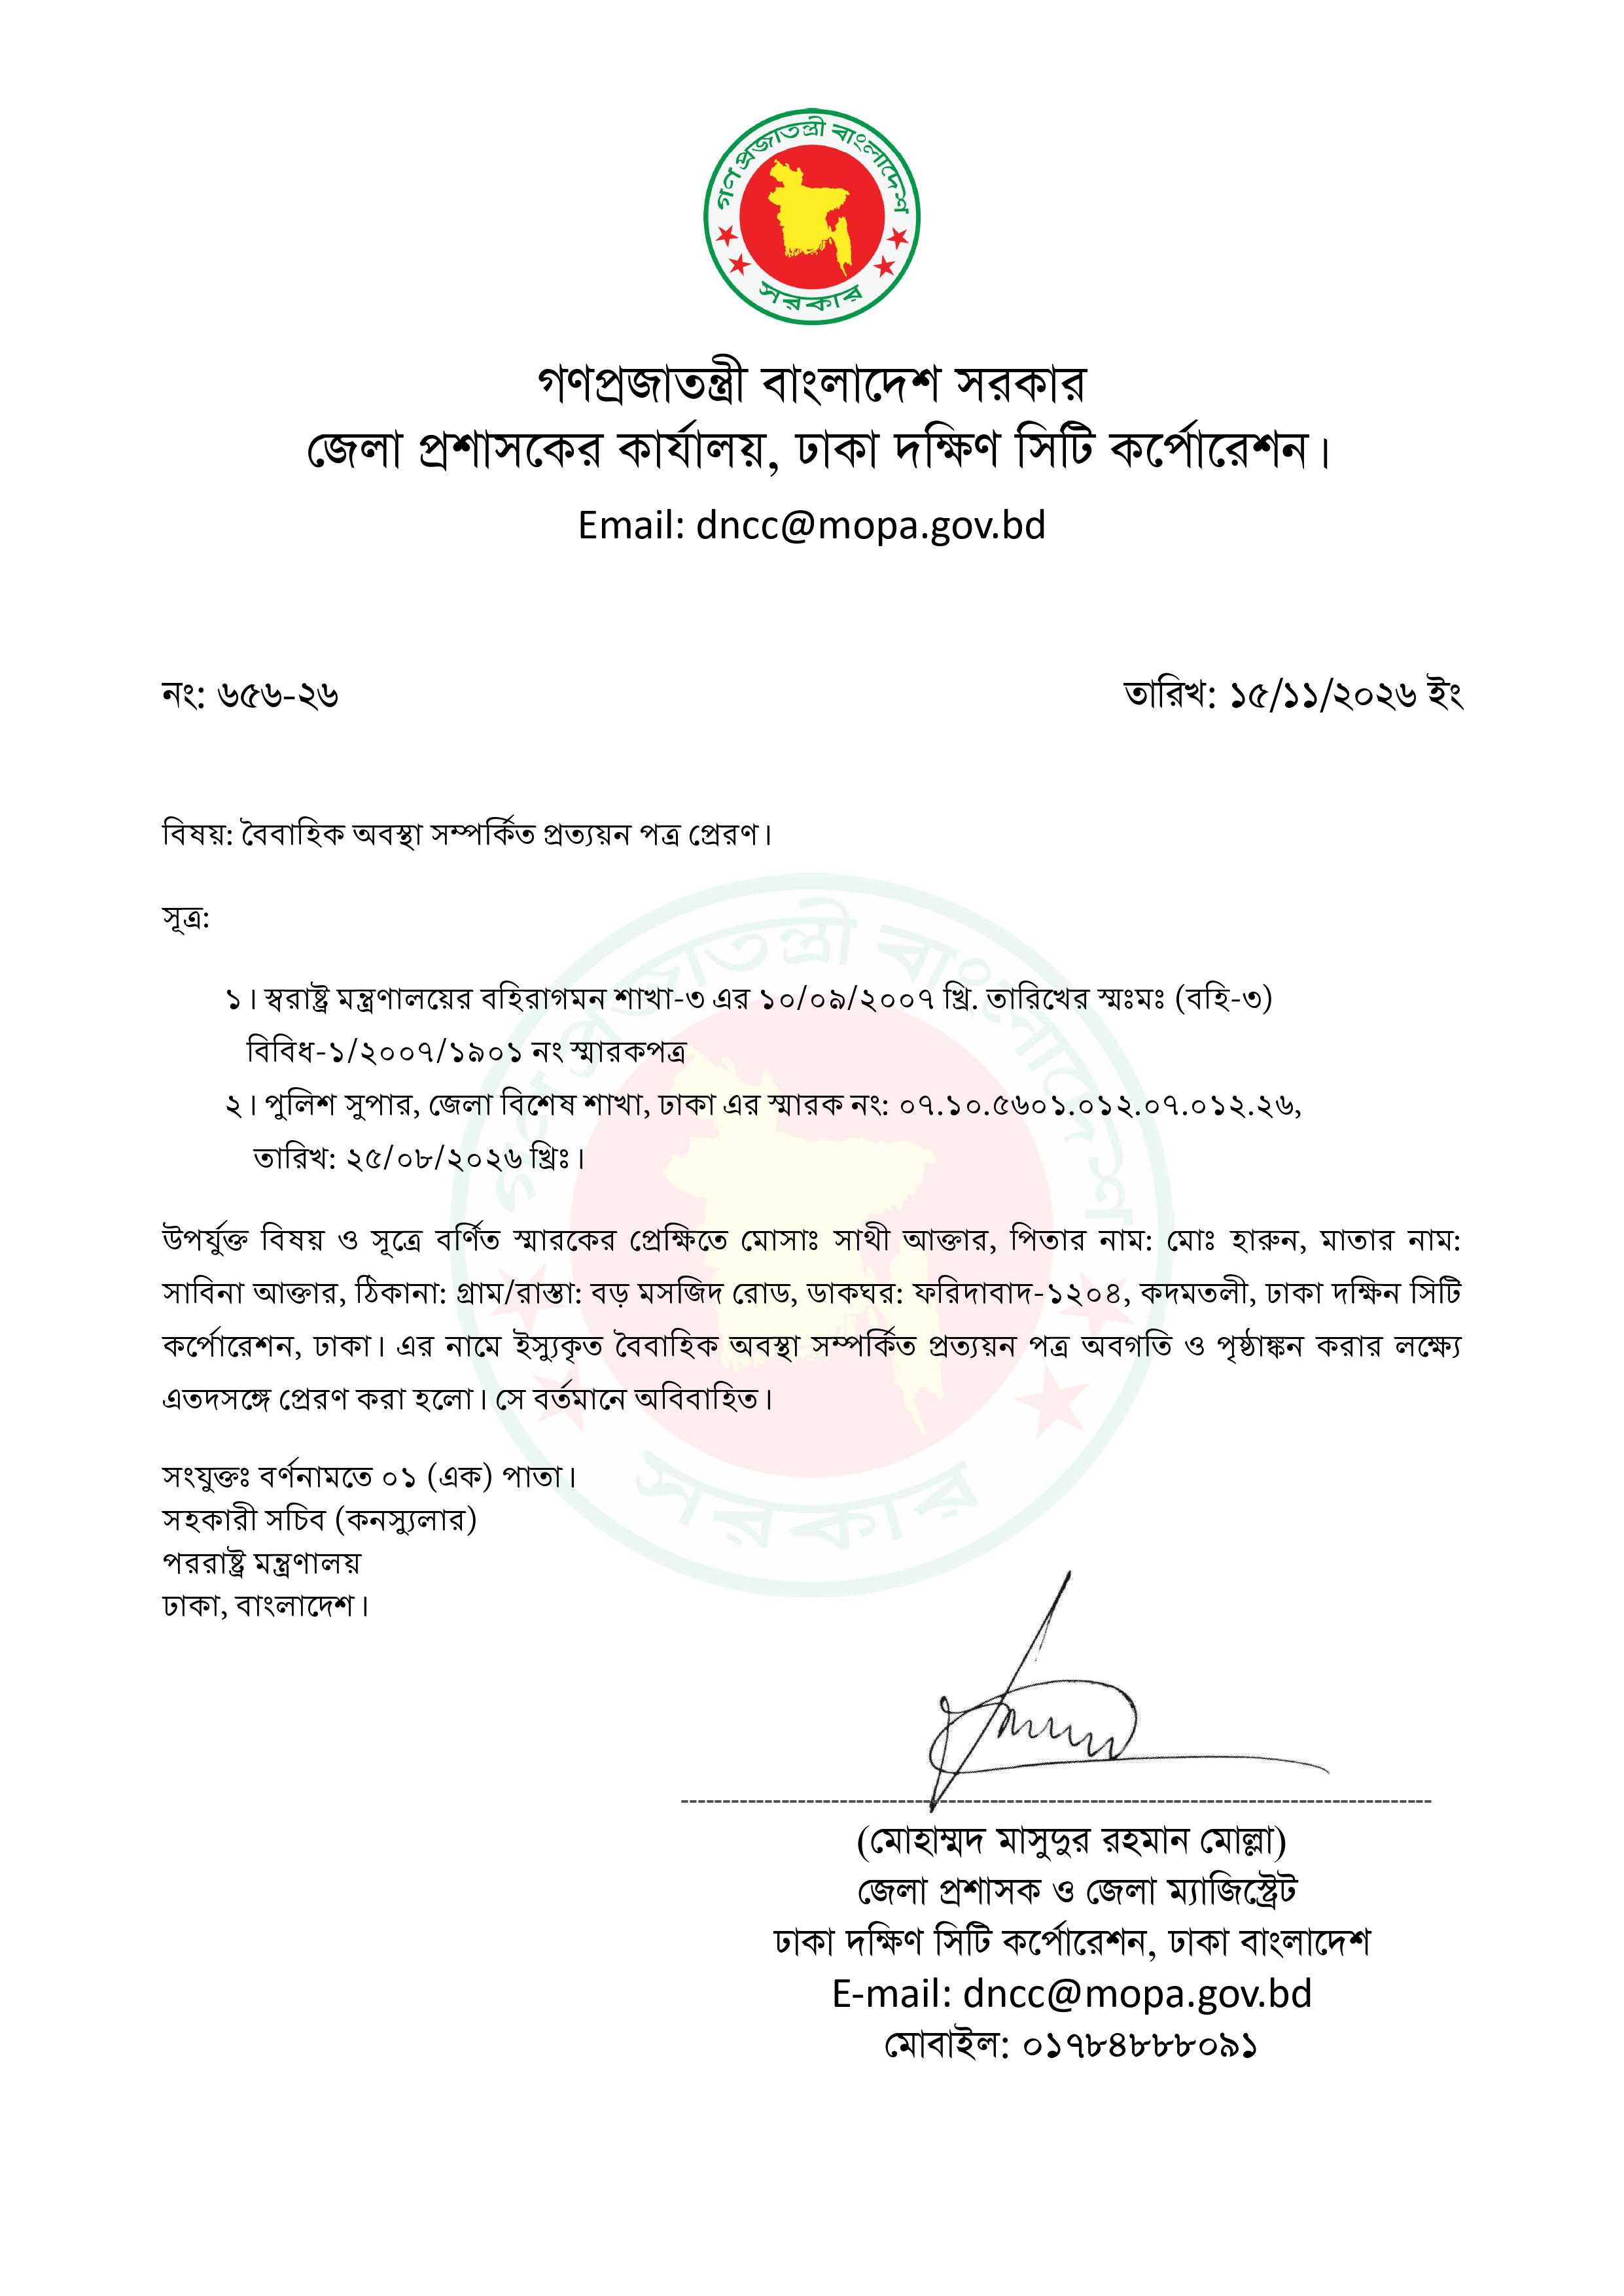 গণপ্রজাতন্ত্রী বাংলাদেশ
সরকার
গণপ্রজাতন্ত্রী বাংলাদেশ সরকার
জেলা প্রশাসকের কার্যালয়, ঢাকা দক্ষিণ সিটি কর্পোরেশন।
Email: dncc@mopa.gov.bd
নং: ৬৫৬-২৬ তারিখ: ১৫/১১/২০২৬ ইং
বিষয়: বৈবাহিক অবস্থা সম্পর্কিত প্রত্যয়ন পত্র প্রেরণ।
সূত্র:
১। স্বরাষ্ট্র মন্ত্রণালয়ের বহিরাগমন শাখা-৩ এর ১০/০৯/২০০৭ খ্রি. তারিখের স্মঃমঃ (বহি-৩)
বিবিধ-১/২০০৭/১৯০১ নং স্মারকপত্র
২। পুলিশ সুপার, জেলা বিশেষ শাখা, ঢাকা এর স্মারক নং: ০৭.১০.৫৬০১.০১২.০৭.০১২.২৬,
তারিখ: ২৫/০৮/২০২৬ খ্রিঃ।
উপর্যুক্ত বিষয় ও সূত্রে বর্ণিত স্মারকের প্রেক্ষিতে মোসাঃ সাথী আক্তার, পিতার নাম: মোঃ হারুন, মাতার নাম:
সাবিনা আক্তার, ঠিকানা: গ্রাম/রাস্তা: বড় মসজিদ রোড, ডাকঘর: ফরিদাবাদ-১২০৪, কদমতলী, ঢাকা দক্ষিন সিটি
কর্পোরেশন, ঢাকা। এর নামে ইস্যুকৃত বৈবাহিক অবস্থা সম্পর্কিত প্রত্যয়ন পত্র অবগতি ও পৃষ্ঠাঙ্কন করার লক্ষ্যে
এতদসঙ্গে প্রেরণ করা হলো। সে বর্তমানে অবিবাহিত।
সংযুক্তঃ বর্ণনামতে ০১ (এক) পাতা।
সহকারী সচিব (কনস্যুলার)
পররাষ্ট্র মন্ত্রণালয়
ঢাকা, বাংলাদেশ।
(মোহাম্মদ মাসুদুর রহমান মোল্লা)
জেলা প্রশাসক ও জেলা ম্যাজিস্ট্রেট
ঢাকা দক্ষিণ সিটি কর্পোরেশন, ঢাকা বাংলাদেশ
E-mail: dncc@mopa.gov.bd
মোবাইল: ০১৭৮৪৮৮৮০৯১